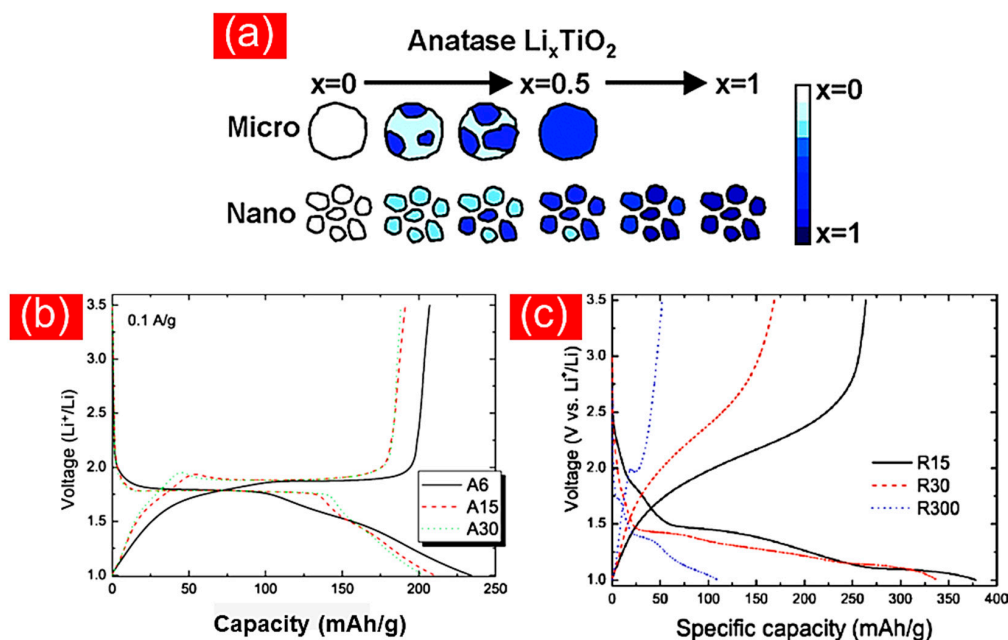 (a)
Anatase LiₓTiO₂
x=0 x=0.5 x=1
Micro
Nano
x=0
x=1
(b)
0.1 A/g
3.5
3.0
2.5
2.0
1.5
1.0
Voltage (Li⁺/Li)
A6
A15
A30
0 50 100 150 200 250
Capacity (mAh/g)
(c)
3.5
3.0
2.5
2.0
1.5
1.0
Voltage (V vs. Li⁺/Li)
R15
R30
R300
0 50 100 150 200 250 300 350 400
Specific capacity (mAh/g)